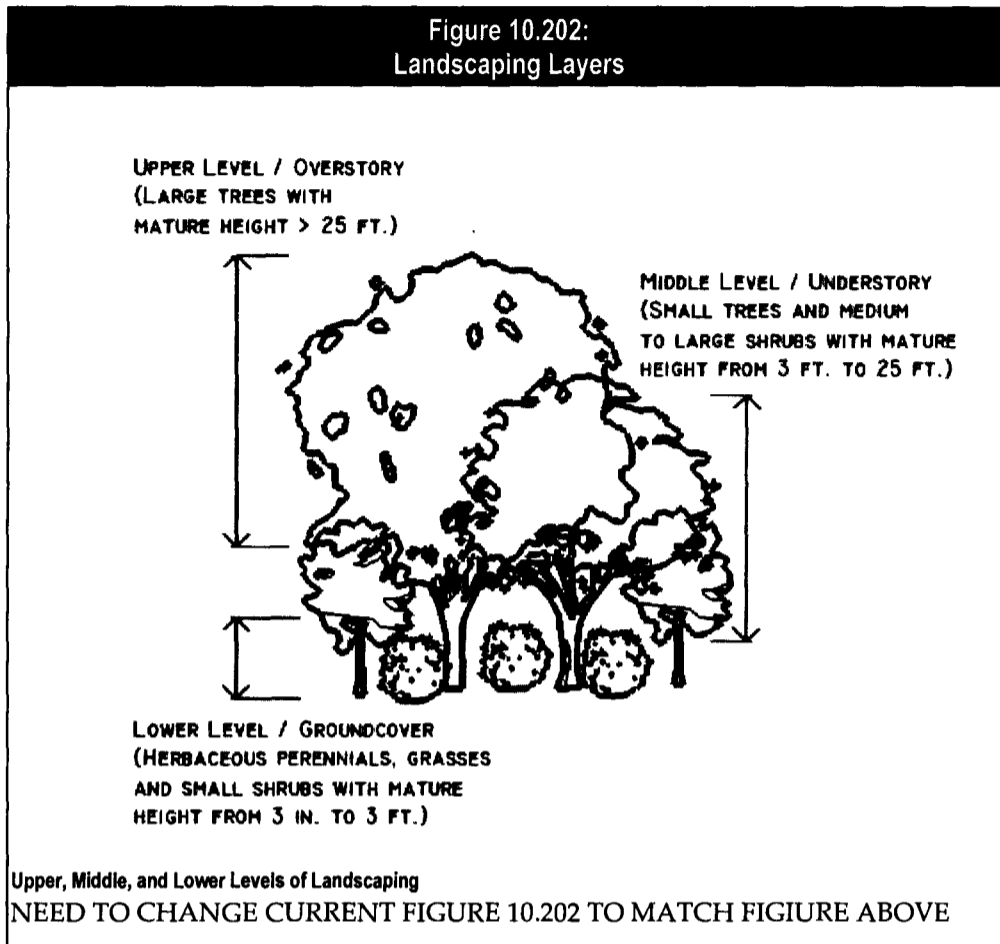 Figure 10.202:
Landscaping Layers
UPPER LEVEL / OVERSTORY
(LARGE TREES WITH
MATURE HEIGHT > 25 FT.)
MIDDLE LEVEL / UNDERSTORY
(SMALL TREES AND MEDIUM
TO LARGE SHRUBS WITH MATURE
HEIGHT FROM 3 FT. TO 25 FT.)
LOWER LEVEL / GROUNDCOVER
(HERBACEOUS PERENNIALS, GRASSES
AND SMALL SHRUBS WITH MATURE
HEIGHT FROM 3 IN. TO 3 FT.)
Upper, Middle, and Lower Levels of Landscaping
NEED TO CHANGE CURRENT FIGURE 10.202 TO MATCH FIGIURE ABOVE